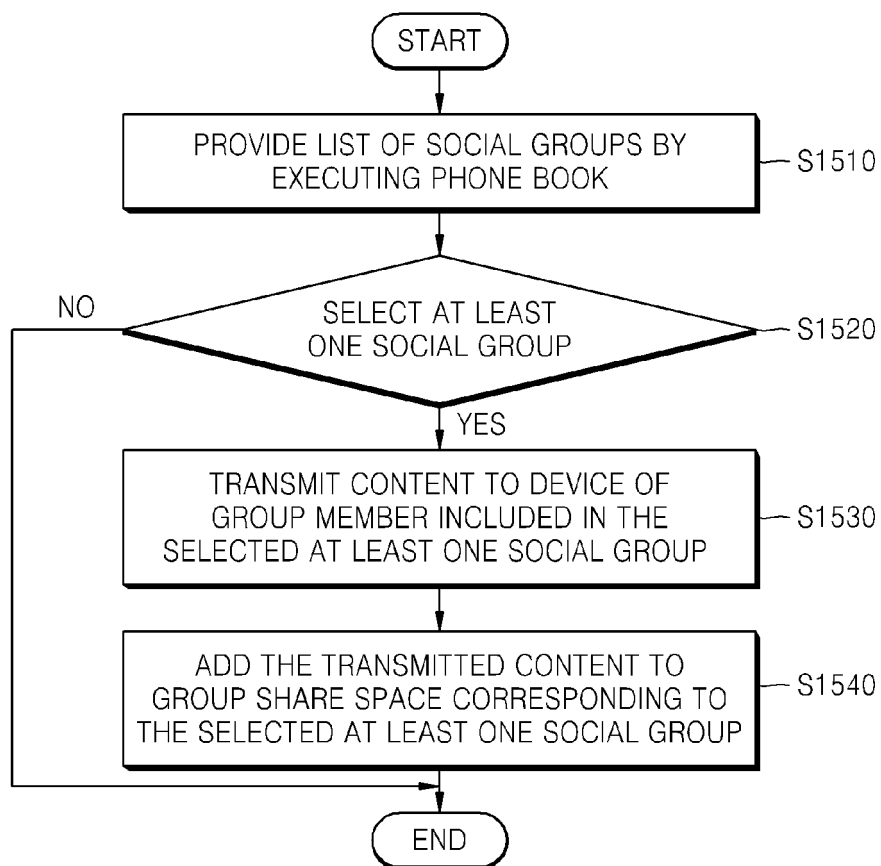 START
PROVIDE LIST OF SOCIAL GROUPS BY
EXECUTING PHONE BOOK
S1510
NO
SELECT AT LEAST
ONE SOCIAL GROUP
S1520
YES
TRANSMIT CONTENT TO DEVICE OF
GROUP MEMBER INCLUDED IN THE
SELECTED AT LEAST ONE SOCIAL GROUP
S1530
ADD THE TRANSMITTED CONTENT TO
GROUP SHARE SPACE CORRESPONDING TO
THE SELECTED AT LEAST ONE SOCIAL GROUP
S1540
END